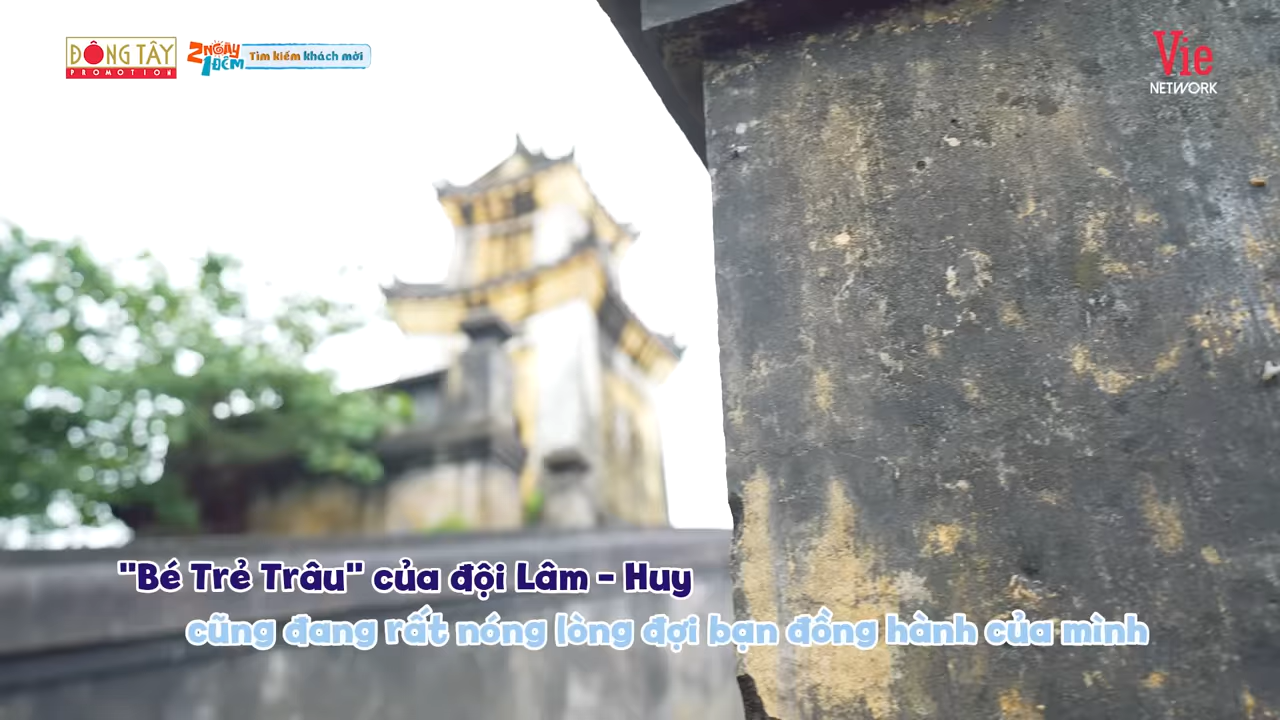 ĐÔNG TÂY
PROMOTION
2 NGÀY 1 ĐÊM
Tìm kiếm khách mời
Vie
NETWORK
"Bé Trẻ Trâu" của đội Lâm - Huy
cũng đang rất nóng lòng đợi bạn đồng hành của mình